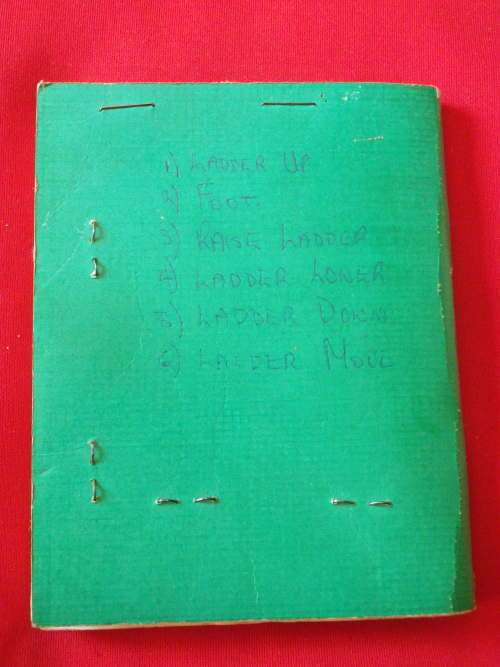 1) LADDER UP
2) FOOT
3) RAISE LADDER
4) LADDER LOWER
5) LADDER DOWN
6) LADDER MOVE